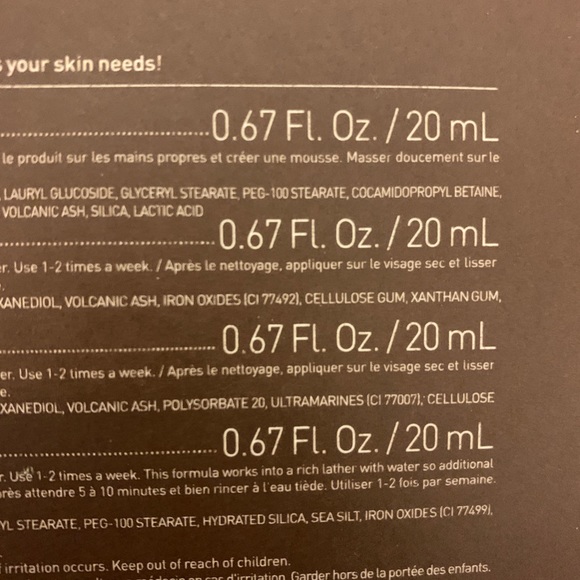 s your skin needs!
0.67 Fl. Oz. / 20 mL
le produit sur les mains propres et créer une mousse. Masser doucement sur le
, LAURYL GLUCOSIDE, GLYCERYL STEARATE, PEG-100 STEARATE, COCAMIDOPROPYL BETAINE,
VOLCANIC ASH, SILICA, LACTIC ACID
0.67 Fl. Oz. / 20 mL
er. Use 1-2 times a week. / Après le nettoyage, appliquer sur le visage sec et lisser
e.
XANEDIOL, VOLCANIC ASH, IRON OXIDES (CI 77492), CELLULOSE GUM, XANTHAN GUM,
0.67 Fl. Oz. / 20 mL
er. Use 1-2 times a week. / Après le nettoyage, appliquer sur le visage sec et lisser
e.
XANEDIOL, VOLCANIC ASH, POLYSORBATE 20, ULTRAMARINES (CI 77007), CELLULOSE
0.67 Fl. Oz. / 20 mL
r. Use 1-2 times a week. This formula works into a rich lather with water so additional
rès attendre 5 à 10 minutes et bien rincer à l'eau tiède. Utiliser 1-2 fois par semaine.
YL STEARATE, PEG-100 STEARATE, HYDRATED SILICA, SEA SILT, IRON OXIDES (CI 77499),
f irritation occurs. Keep out of reach of children.
médecin en cas d'irritation. Garder hors de la portée des enfants.